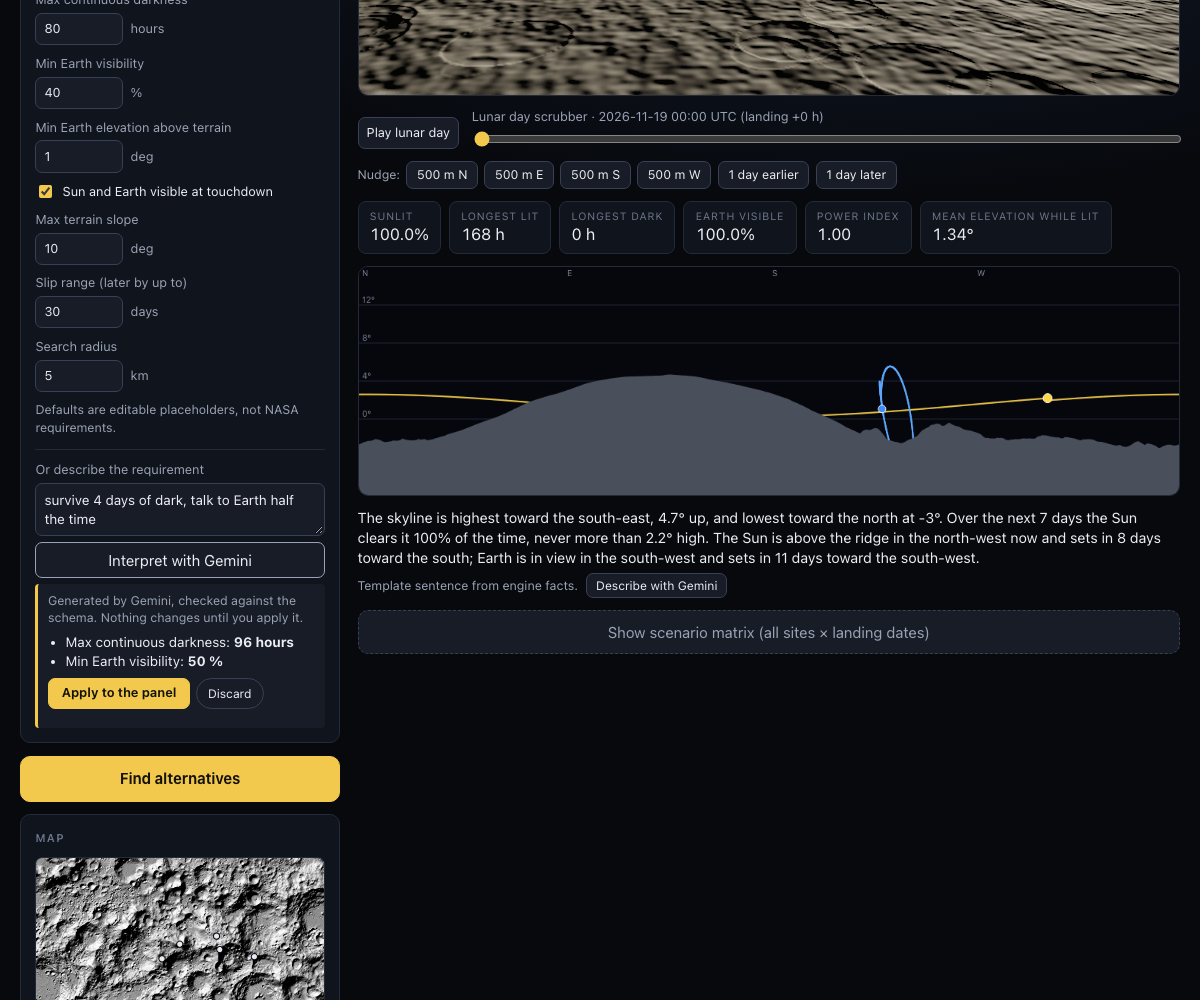 Max continuous darkness
80 hours
Min Earth visibility
40 %
Min Earth elevation above terrain
1 deg
Sun and Earth visible at touchdown
Max terrain slope
10 deg
Slip range (later by up to)
30 days
Search radius
5 km
Defaults are editable placeholders, not NASA
requirements.
Or describe the requirement
survive 4 days of dark, talk to Earth half
the time
Interpret with Gemini
Generated by Gemini, checked against the
schema. Nothing changes until you apply it.
• Max continuous darkness: 96 hours
• Min Earth visibility: 50 %
Apply to the panel Discard
Find alternatives
MAP
Play lunar day
Lunar day scrubber · 2026-11-19 00:00 UTC (landing +0 h)
Nudge: 500 m N 500 m E 500 m S 500 m W 1 day earlier 1 day later
SUNLIT
100.0%
LONGEST LIT
168 h
LONGEST DARK
0 h
EARTH VISIBLE
100.0%
POWER INDEX
1.00
MEAN ELEVATION WHILE LIT
1.34°
N E S W
12°
8°
4°
0°
The skyline is highest toward the south-east, 4.7° up, and lowest toward the north at -3°. Over the next 7 days the Sun
clears it 100% of the time, never more than 2.2° high. The Sun is above the ridge in the north-west now and sets in 8 days
toward the south; Earth is in view in the south-west and sets in 11 days toward the south-west.
Template sentence from engine facts. Describe with Gemini
Show scenario matrix (all sites × landing dates)